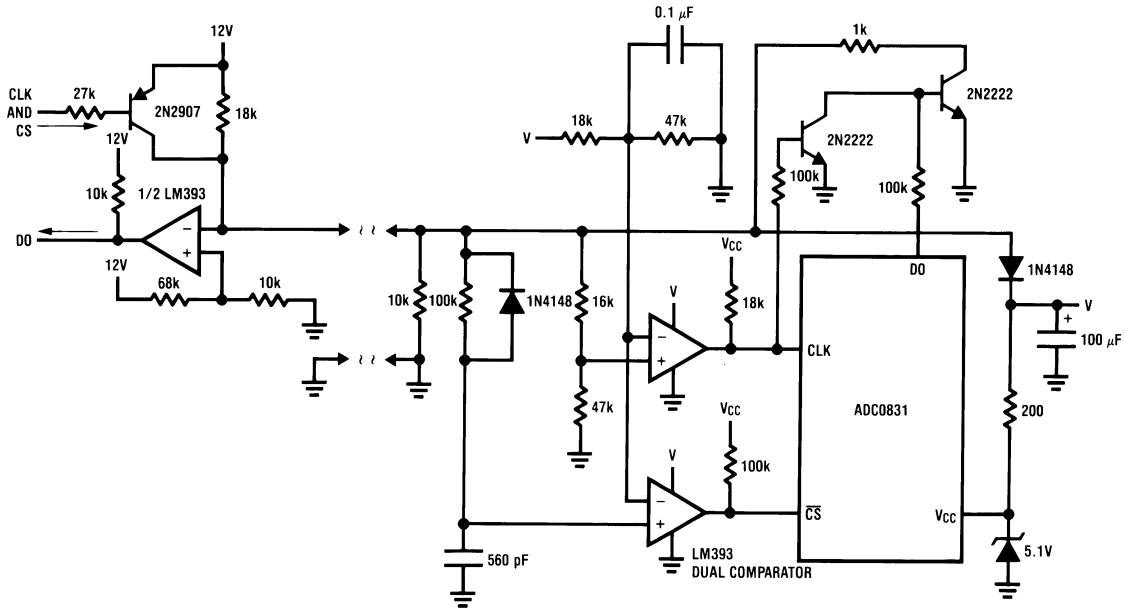 12V
CLK
AND
CS
27k
2N2907
18k
12V
10k
1/2 LM393
DO
−
+
12V
68k
10k
~ ~
~ ~
0.1 μF
V
18k
47k
1k
2N2222
2N2222
100k
100k
10k
100k
1N4148
16k
47k
V
−
+
VCC
18k
CLK
DO
ADC0831
1N4148
V
+
100 μF
200
V
−
+
VCC
100k
CS
VCC
5.1V
560 pF
LM393
DUAL COMPARATOR